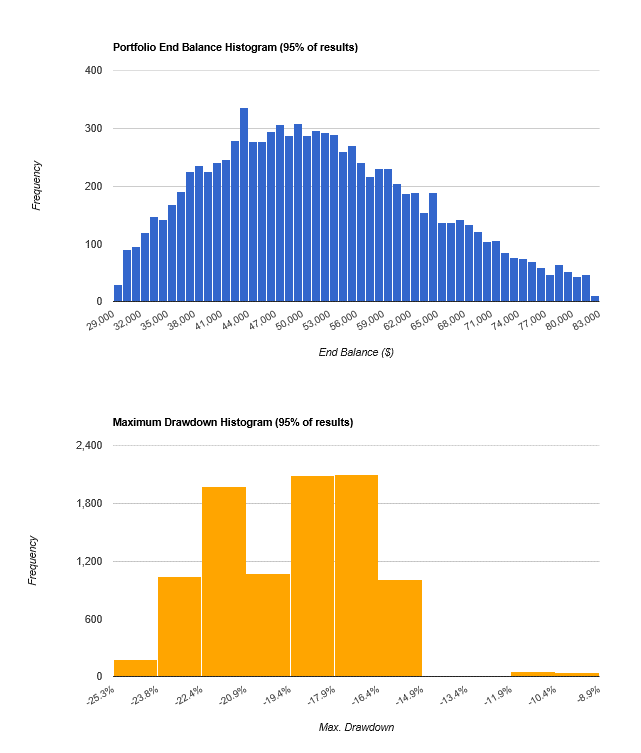 Portfolio End Balance Histogram (95% of results)
400
300
200
100
0
Frequency
29,000 32,000 35,000 38,000 41,000 44,000 47,000 50,000 53,000 56,000 59,000 62,000 65,000 68,000 71,000 74,000 77,000 80,000 83,000
End Balance ($)
Maximum Drawdown Histogram (95% of results)
2,400
1,800
1,200
600
0
Frequency
-25.3% -23.8% -22.4% -20.9% -19.4% -17.9% -16.4% -14.9% -13.4% -11.9% -10.4% -8.9%
Max. Drawdown